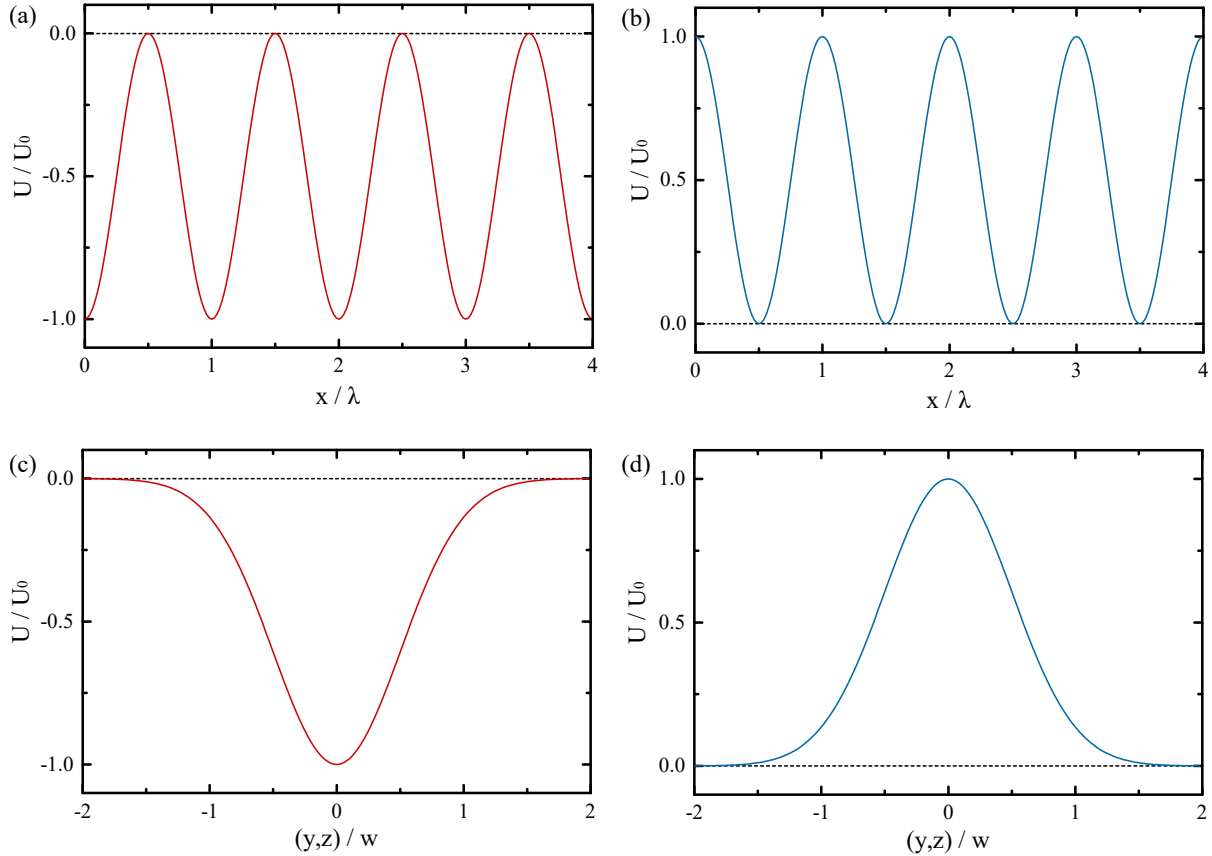 (a)
0.0
-0.5
-1.0
U / U₀
0 1 2 3 4
x / λ
(b)
1.0
0.5
0.0
U / U₀
0 1 2 3 4
x / λ
(c)
0.0
-0.5
-1.0
U / U₀
-2 -1 0 1 2
(y,z) / w
(d)
1.0
0.5
0.0
U / U₀
-2 -1 0 1 2
(y,z) / w